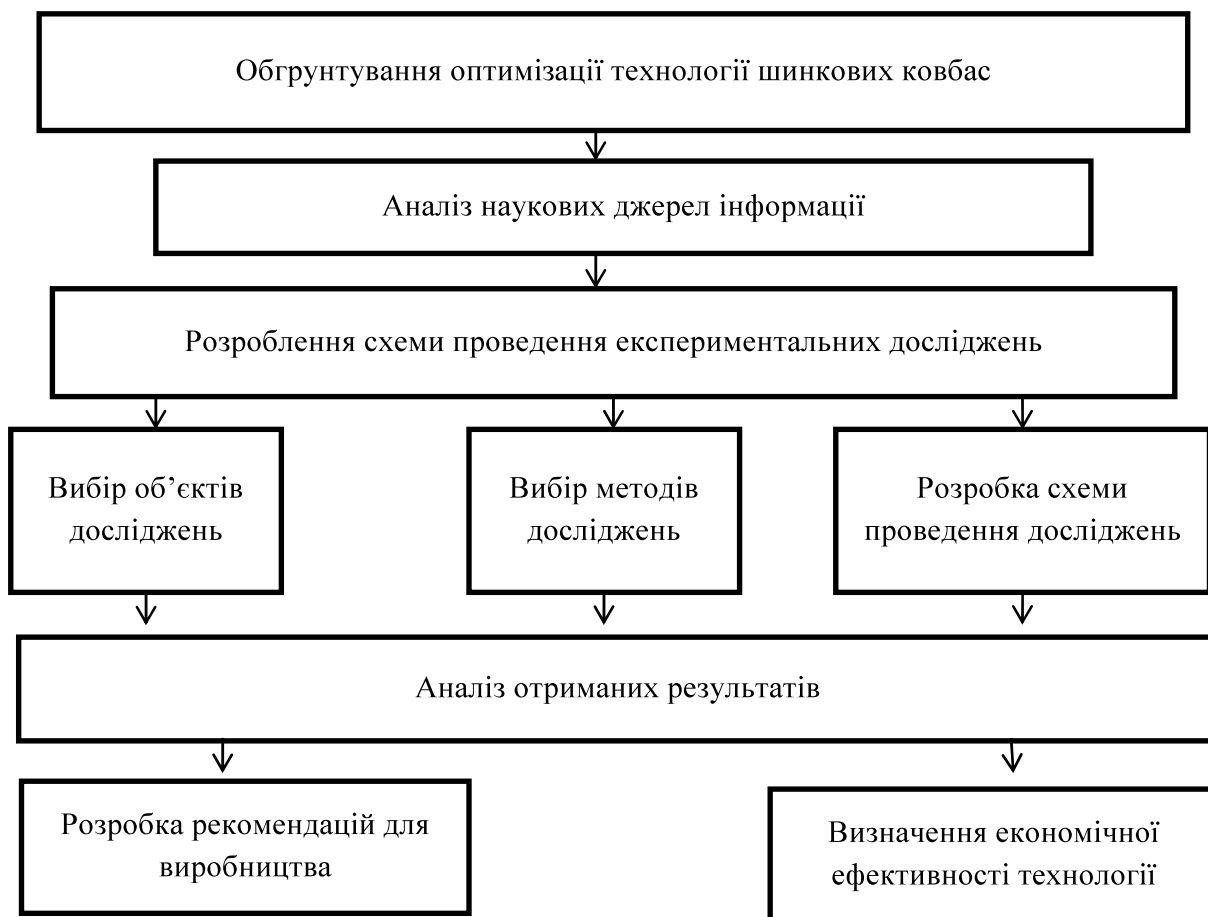 Обгрунтування оптимізації технології шинкових ковбас
Аналіз наукових джерел інформації
Розроблення схеми проведення експериментальних досліджень
Вибір об’єктів
досліджень
Вибір методів
досліджень
Розробка схеми
проведення досліджень
Аналіз отриманих результатів
Розробка рекомендацій для
виробництва
Визначення економічної
ефективності технології